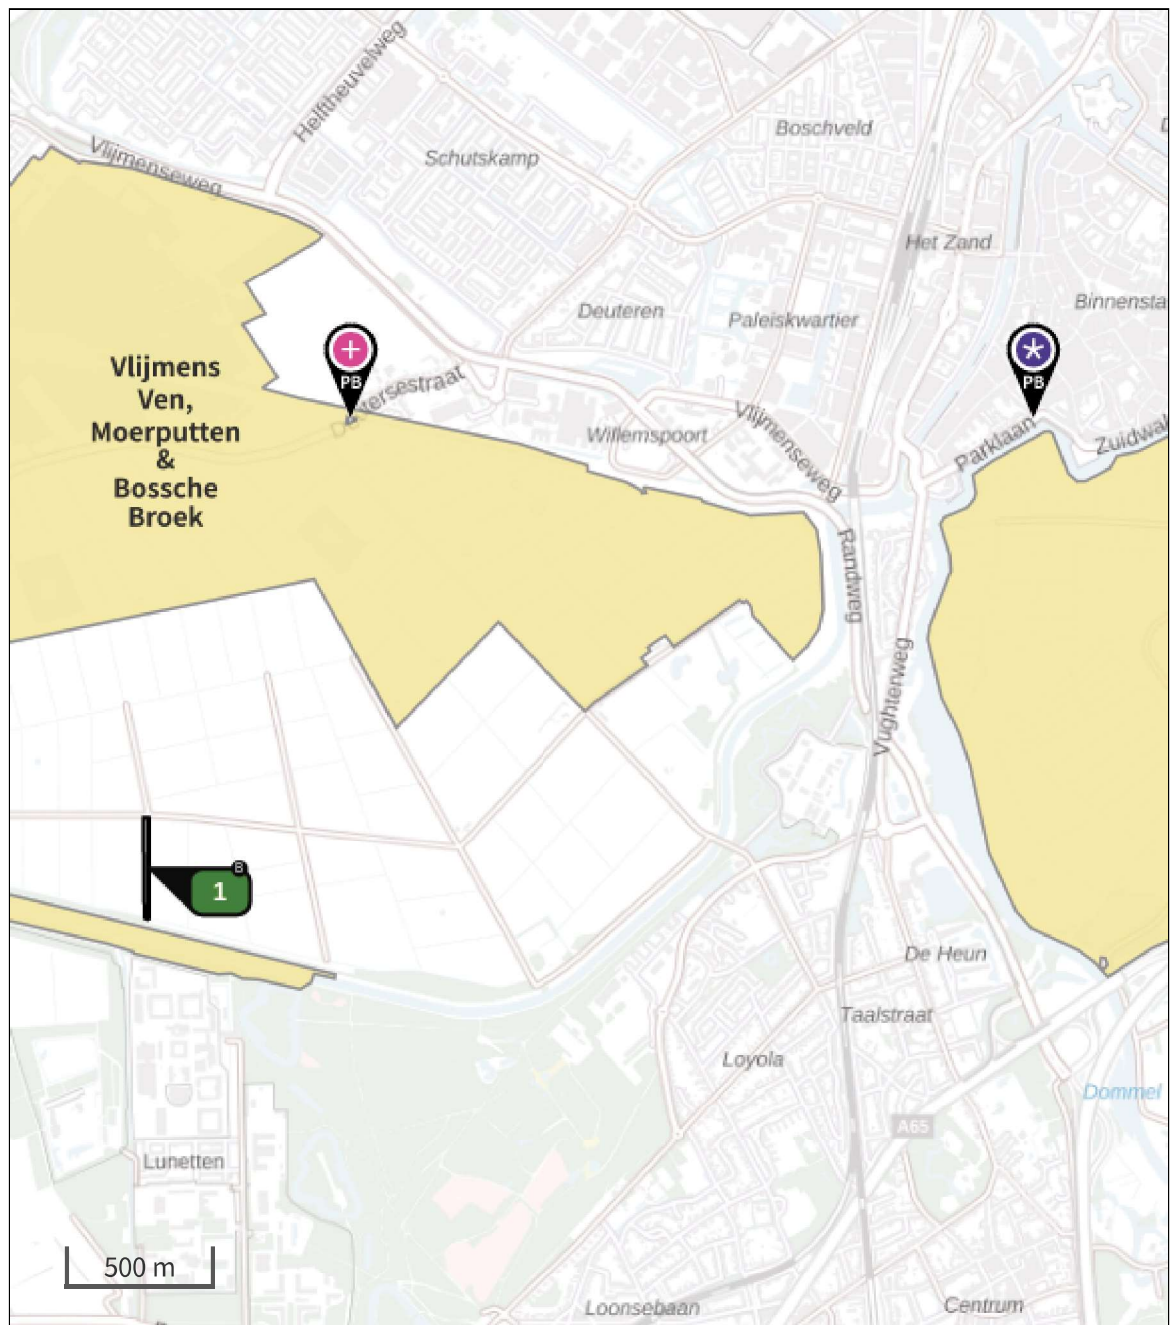 Helftheuvelweg
Boschveld
Vlijmenseweg
Schutskamp
Het Zand
Binnensta
Deuteren
Paleiskwartier
+
PB
*
PB
Vlijmens
Ven,
Moerputten
&
Bossche
Broek
Willemspoort
Vlijmenseweg
Parklaan
Zuidwal
Randweg
Vughterweg
B
1
De Heun
Taalstraat
Loyola
Dommel
A65
Lunetten
500 m
Loonsebaan
Centrum